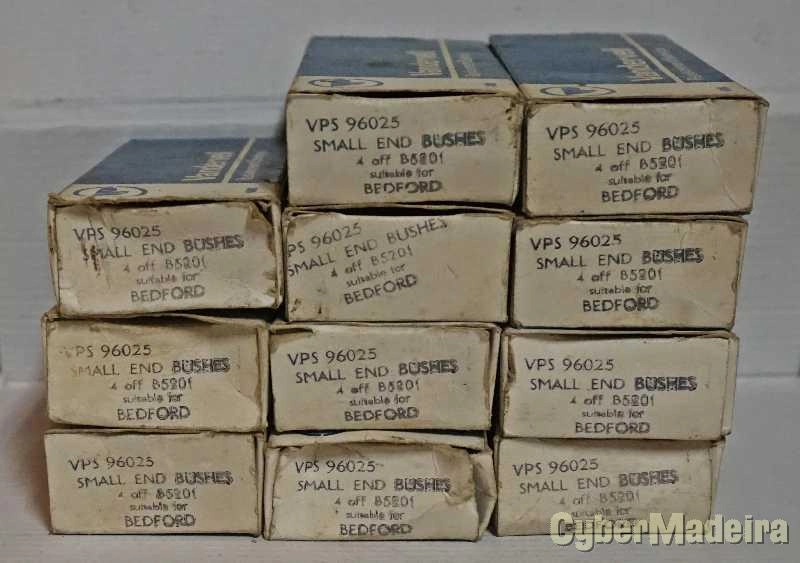 Vandervell
VPS 96025
SMALL END BUSHES
4 off B5201
suitable for
BEDFORD
Vandervell
VPS 96025
SMALL END BUSHES
4 off B5201
suitable for
BEDFORD
Vandervell
VPS 96025
SMALL END BUSHES
4 off B5201
suitable for
BEDFORD
PS 96025
SMALL END BUSHES
4 off B5201
suitable for
BEDFORD
VPS 96025
SMALL END BUSHES
4 off B5201
suitable for
BEDFORD
VPS 96025
SMALL END BUSHES
4 off B5201
suitable for
BEDFORD
VPS 96025
SMALL END BUSHES
4 off B5201
suitable for
BEDFORD
VPS 96025
SMALL END BUSHES
4 off B5201
suitable for
BEDFORD
VPS 96025
SMALL END BUSHES
4 off B5201
suitable for
BEDFORD
VPS 96025
SMALL END BUSHES
4 off B5201
suitable for
BEDFORD
VPS 96025
SMALL END BUSHES
4 off B5201
suitable for
CyberMadeira